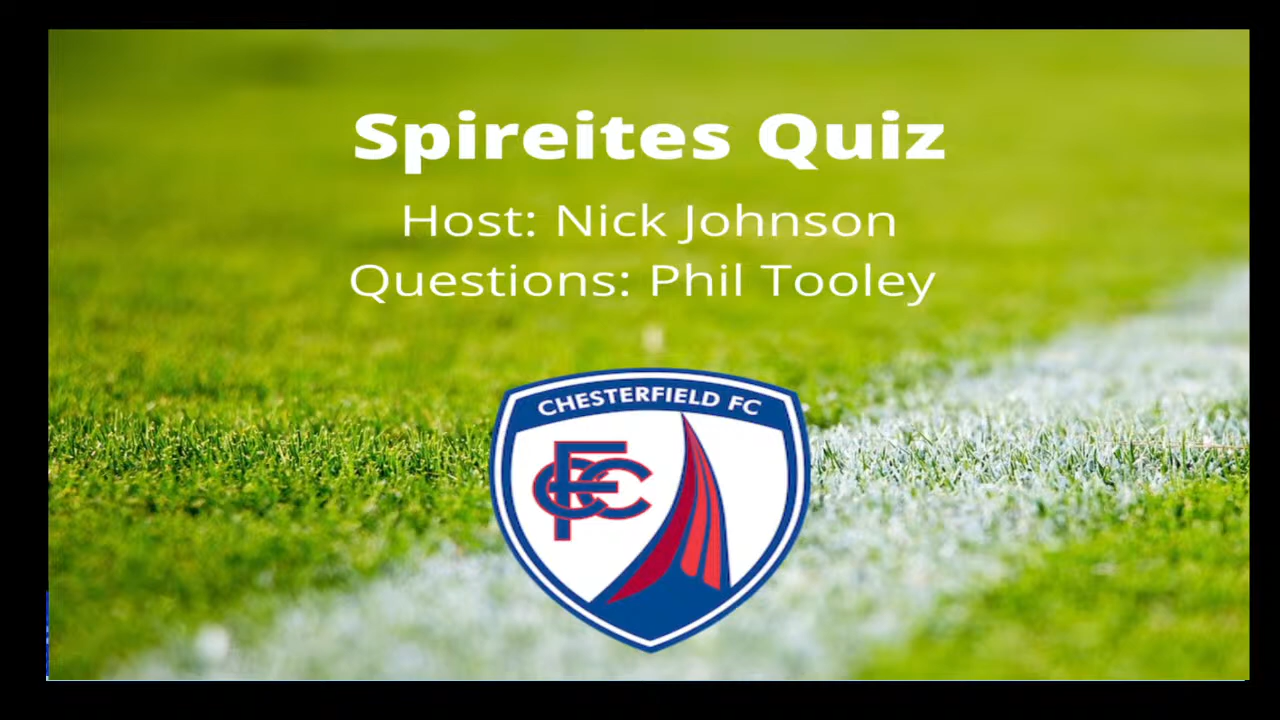 Spireites Quiz
Host: Nick Johnson
Questions: Phil Tooley
CHESTERFIELD FC
CFC